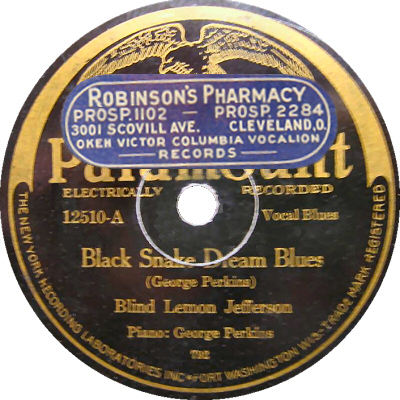 ROBINSON'S PHARMACY
PROSP. 1102 — PROSP. 2284
3001 SCOVILL AVE. CLEVELAND, O.
OKEH VICTOR COLUMBIA VOCALION
— RECORDS —
Paramount
ELECTRICALLY RECORDED
12510-A Vocal Blues
Black Snake Dream Blues
(George Perkins)
Blind Lemon Jefferson
Piano: George Perkins
792
THE NEW YORK RECORDING LABORATORIES INC • PORT WASHINGTON WIS - TRADE MARK REGISTERED